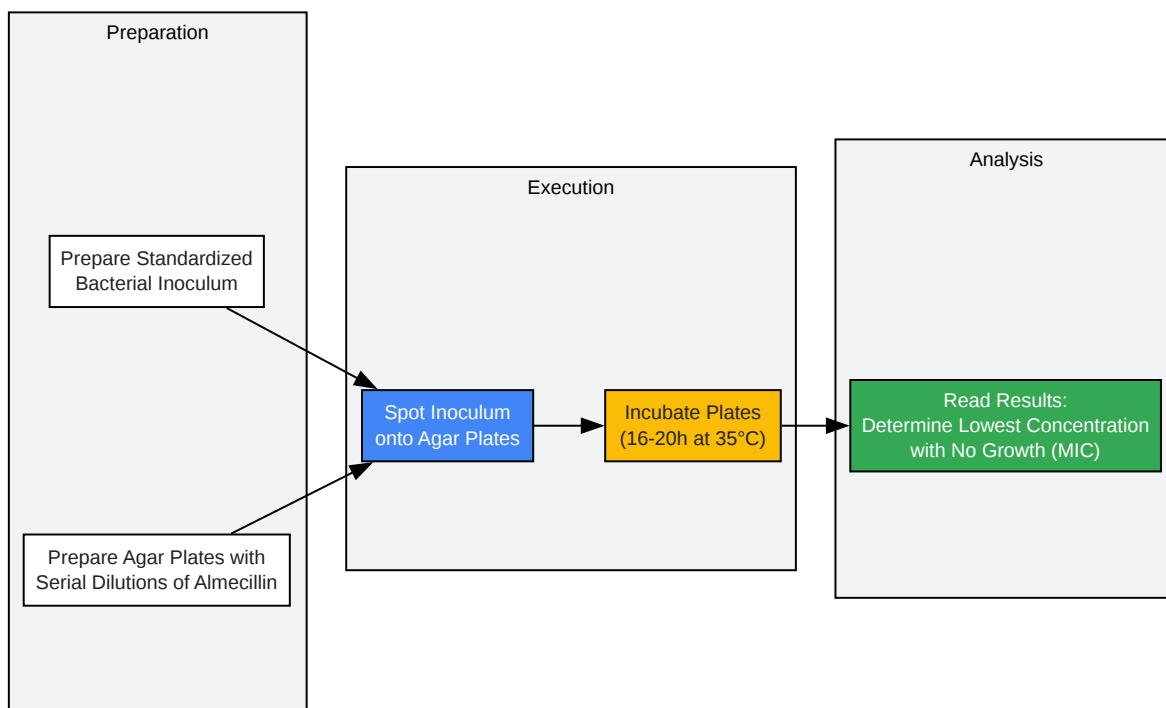 Preparation
Prepare Standardized
Bacterial Inoculum
Prepare Agar Plates with
Serial Dilutions of Almecillin
Execution
Spot Inoculum
onto Agar Plates
Incubate Plates
(16-20h at 35°C)
Analysis
Read Results:
Determine Lowest Concentration
with No Growth (MIC)